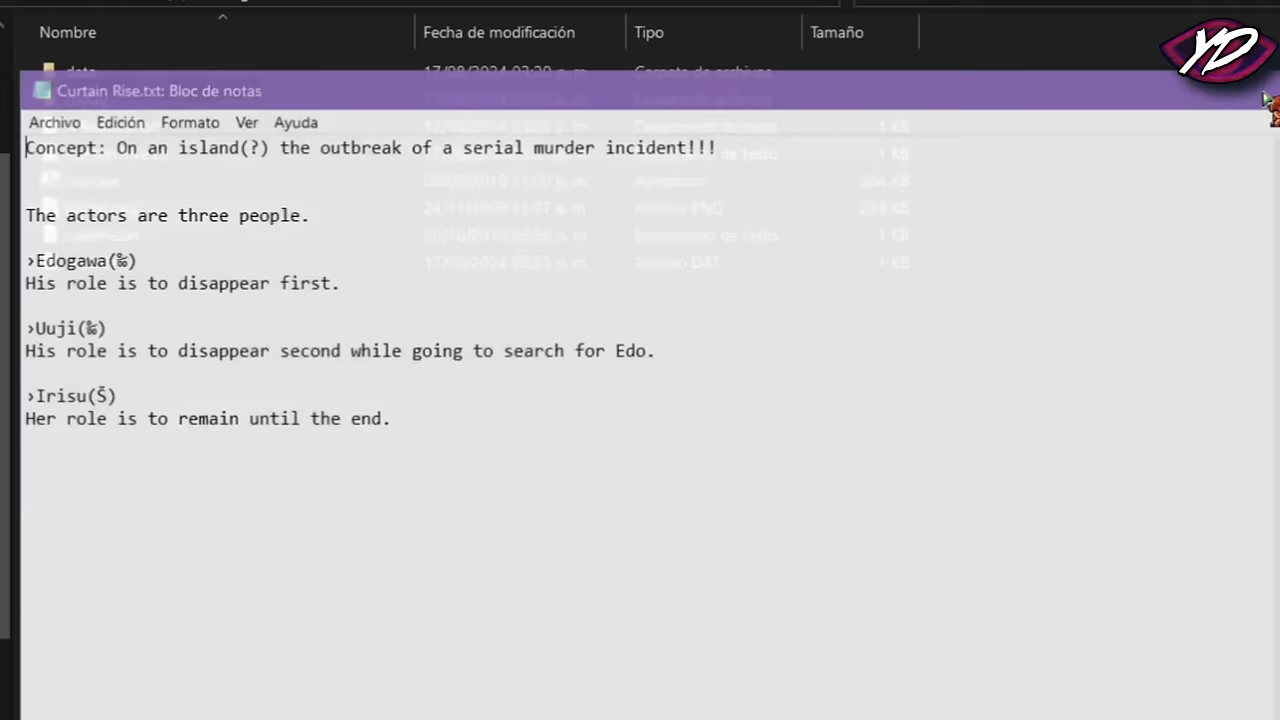 Nombre Fecha de modificación Tipo Tamaño
YD
Curtain Rise.txt: Bloc de notas
Archivo Edición Formato Ver Ayuda
Concept: On an island(?) the outbreak of a serial murder incident!!!
The actors are three people.
›Edogawa(‰)
His role is to disappear first.
›Uuji(‰)
His role is to disappear second while going to search for Edo.
›Irisu(Š)
Her role is to remain until the end.